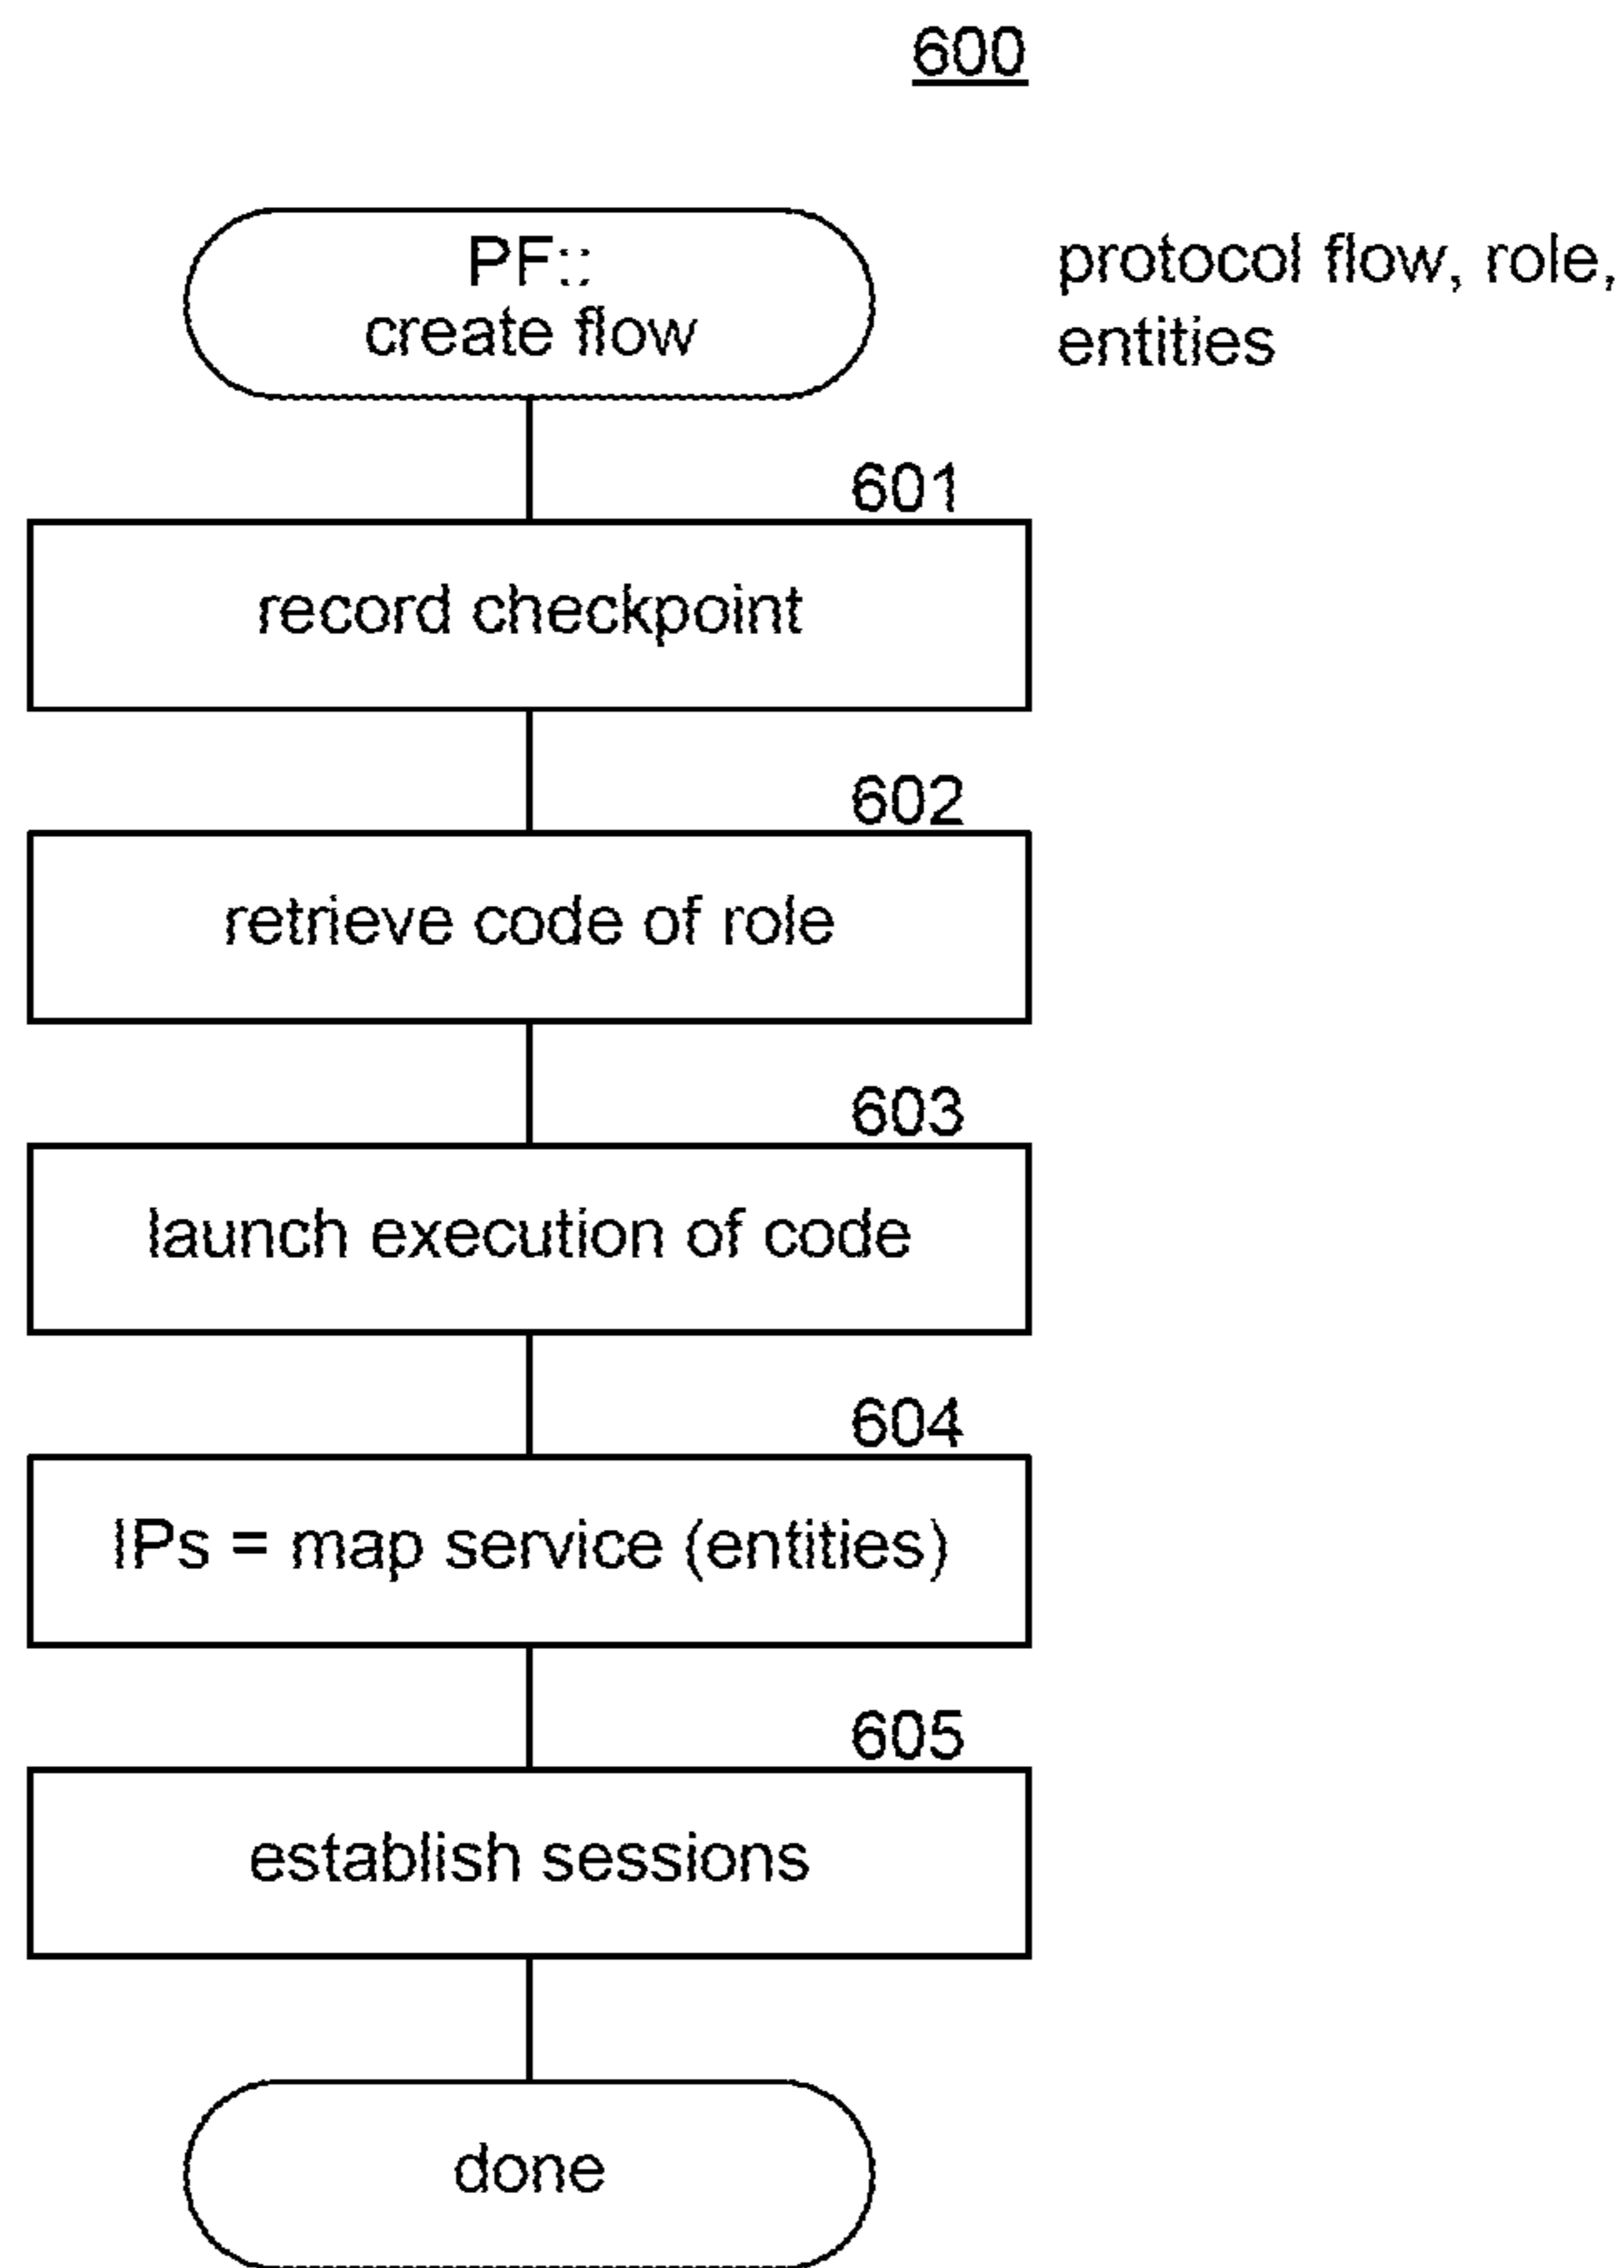 600
PF::
create flow
protocol flow, role,
entities
601
record checkpoint
602
retrieve code of role
603
launch execution of code
604
IPs = map service (entities)
605
establish sessions
done